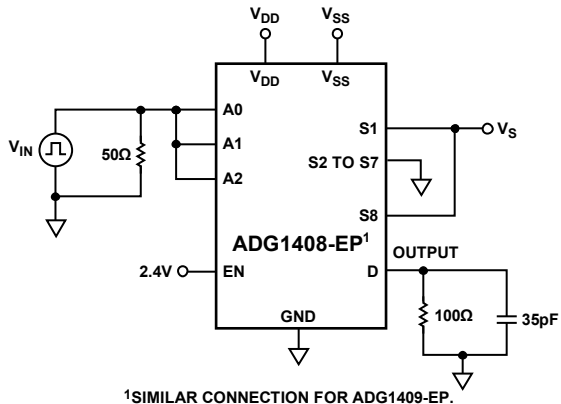 VDD
VSS
VDD
VSS
A0
A1
A2
S1
VS
S2 TO S7
S8
VIN
50Ω
ADG1408-EP1
OUTPUT
2.4V
EN
D
GND
100Ω
35pF
1SIMILAR CONNECTION FOR ADG1409-EP.